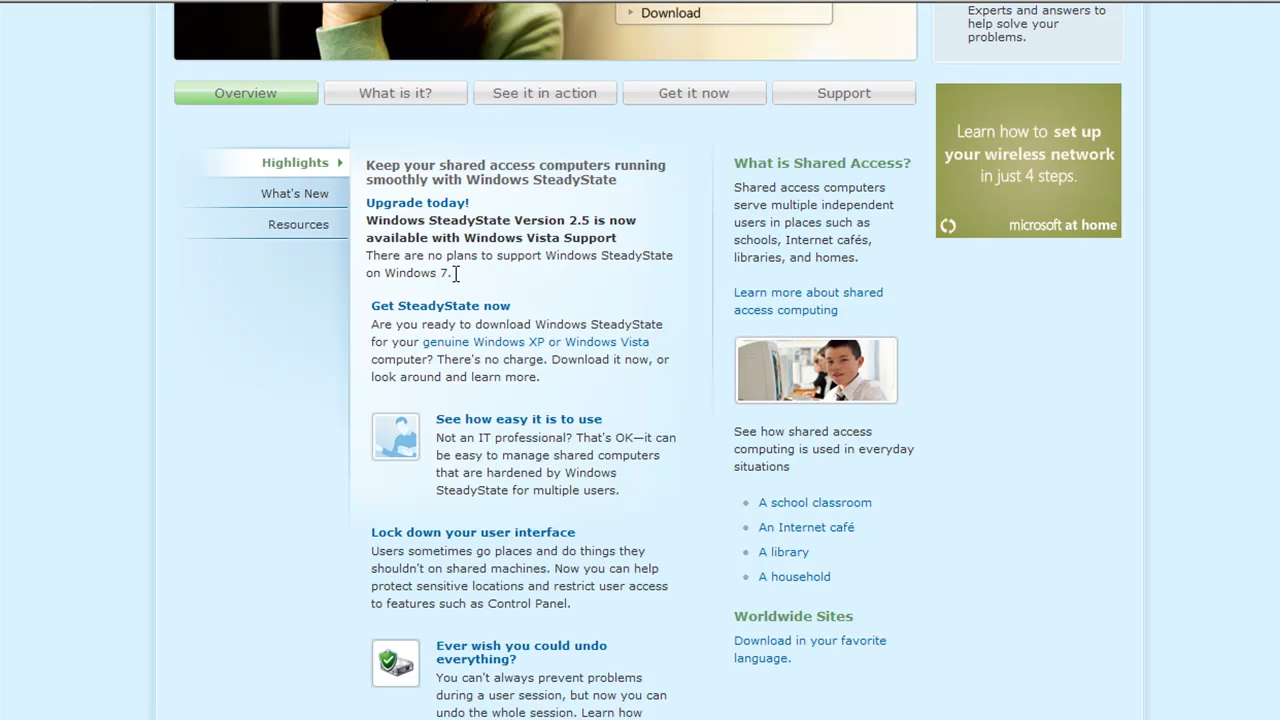 Download
Experts and answers to
help solve your
problems.
Overview
What is it?
See it in action
Get it now
Support
Highlights
What's New
Resources
Keep your shared access computers running
smoothly with Windows SteadyState
Upgrade today!
Windows SteadyState Version 2.5 is now
available with Windows Vista Support
There are no plans to support Windows SteadyState
on Windows 7.
Get SteadyState now
Are you ready to download Windows SteadyState
for your genuine Windows XP or Windows Vista
computer? There's no charge. Download it now, or
look around and learn more.
See how easy it is to use
Not an IT professional? That's OK—it can
be easy to manage shared computers
that are hardened by Windows
SteadyState for multiple users.
Lock down your user interface
Users sometimes go places and do things they
shouldn't on shared machines. Now you can help
protect sensitive locations and restrict user access
to features such as Control Panel.
Ever wish you could undo
everything?
You can't always prevent problems
during a user session, but now you can
undo the whole session. Learn how
What is Shared Access?
Shared access computers
serve multiple independent
users in places such as
schools, Internet cafés,
libraries, and homes.
Learn more about shared
access computing
See how shared access
computing is used in everyday
situations
A school classroom
An Internet café
A library
A household
Worldwide Sites
Download in your favorite
language.
Learn how to set up
your wireless network
in just 4 steps.
microsoft at home